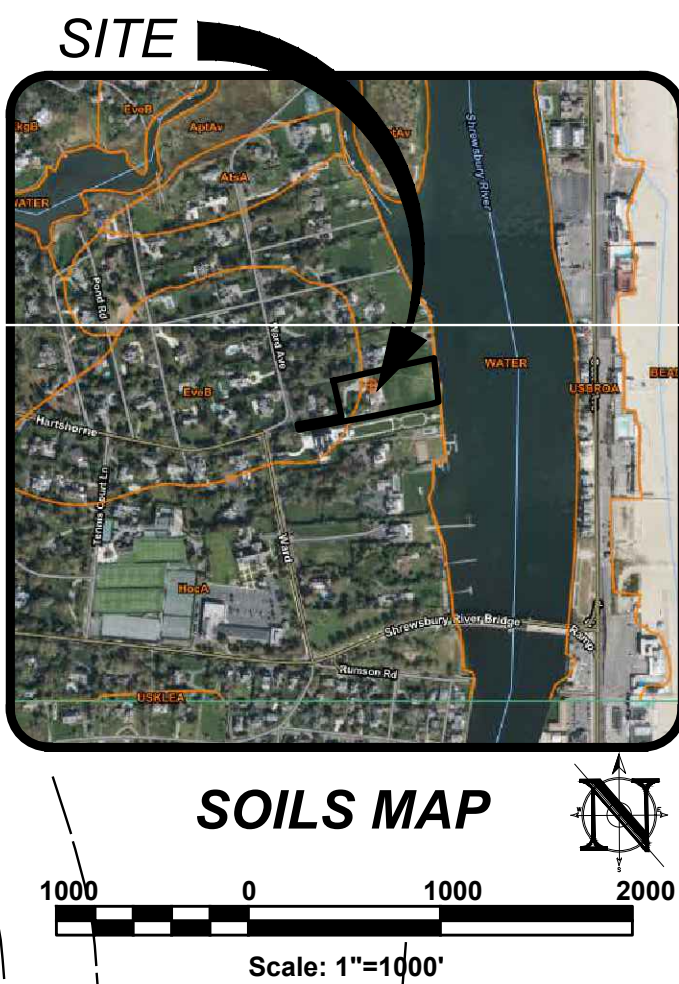 SITE
EveB
AptAv
AtsA
Shrewsbury River
Pond Rd
Ward Ave
EveB
WATER
USBROA
Hartshorne
Tennis Court Ln
Ward
HocA
Shrewsbury River Bridge
Ramp
Rumson Rd
USKLEA
SOILS MAP
N
1000 0 1000 2000
Scale: 1"=1000'